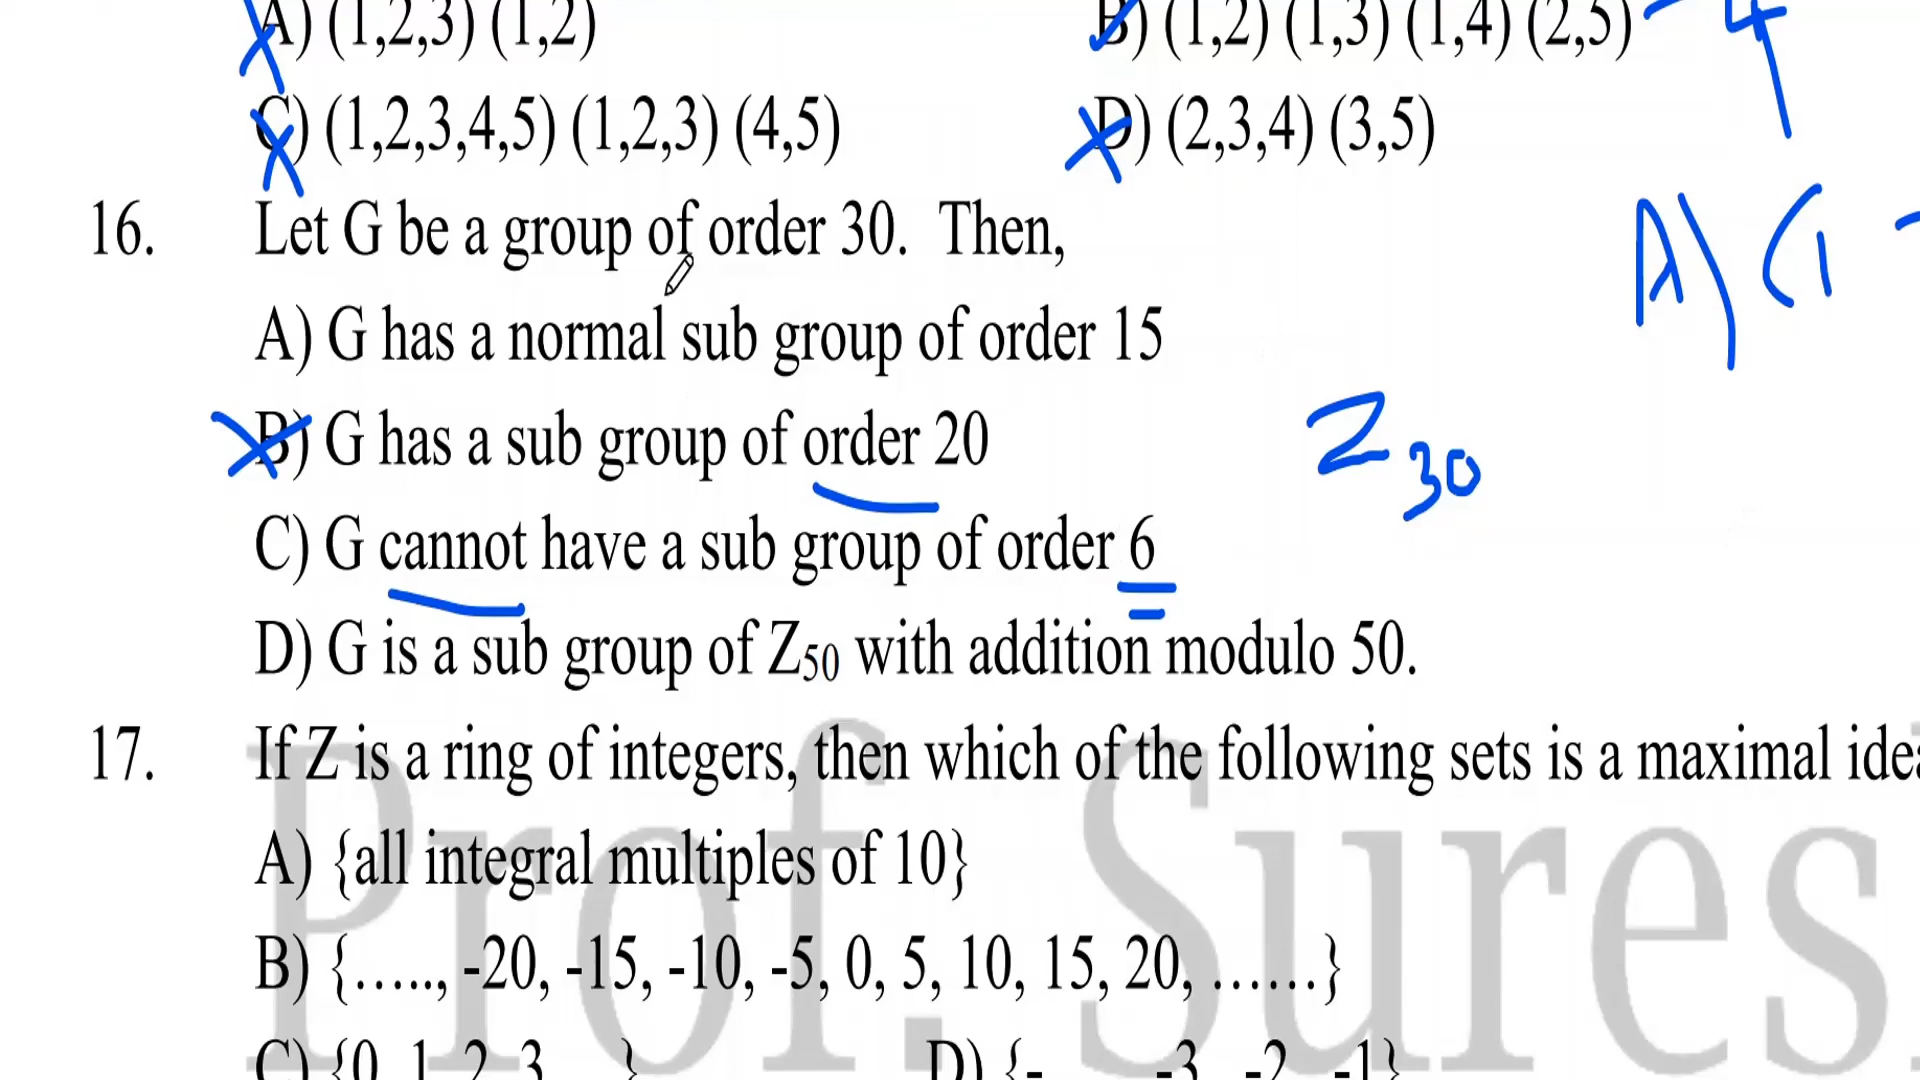 A) (1,2,3) (1,2) B) (1,2) (1,3) (1,4) (2,5) 4
C) (1,2,3,4,5) (1,2,3) (4,5) D) (2,3,4) (3,5)
16. Let G be a group of order 30. Then,
A) (1
A) G has a normal sub group of order 15
B) G has a sub group of order 20
Z30
C) G cannot have a sub group of order 6
D) G is a sub group of Z50 with addition modulo 50.
17. If Z is a ring of integers, then which of the following sets is a maximal
A) {all integral multiples of 10}
B) {....., -20, -15, -10, -5, 0, 5, 10, 15, 20, ......}
Prof. Sures